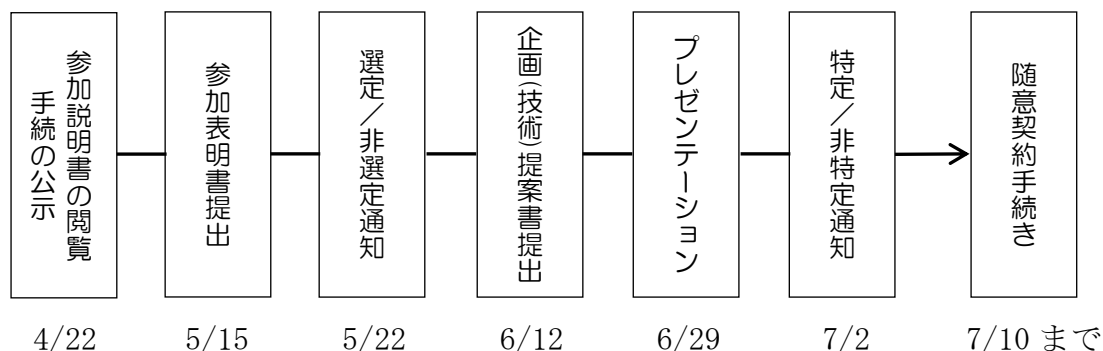 参加説明書の閲覧
手続の公示
参加表明書提出
選定/非選定通知
企画(技術)提案書提出
プレゼンテーション
特定/非特定通知
随意契約手続き
4/22
5/15
5/22
6/12
6/29
7/2
7/10 まで